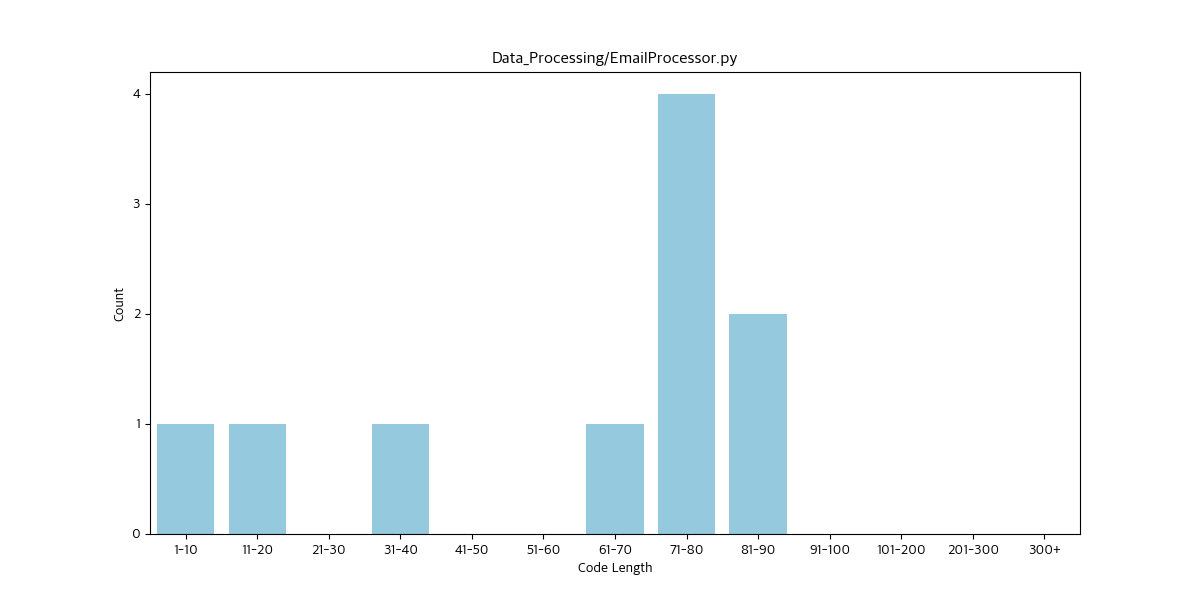 Data_Processing/EmailProcessor.py
4
3
2
1
0
Count
1-10 11-20 21-30 31-40 41-50 51-60 61-70 71-80 81-90 91-100 101-200 201-300 300+
Code Length